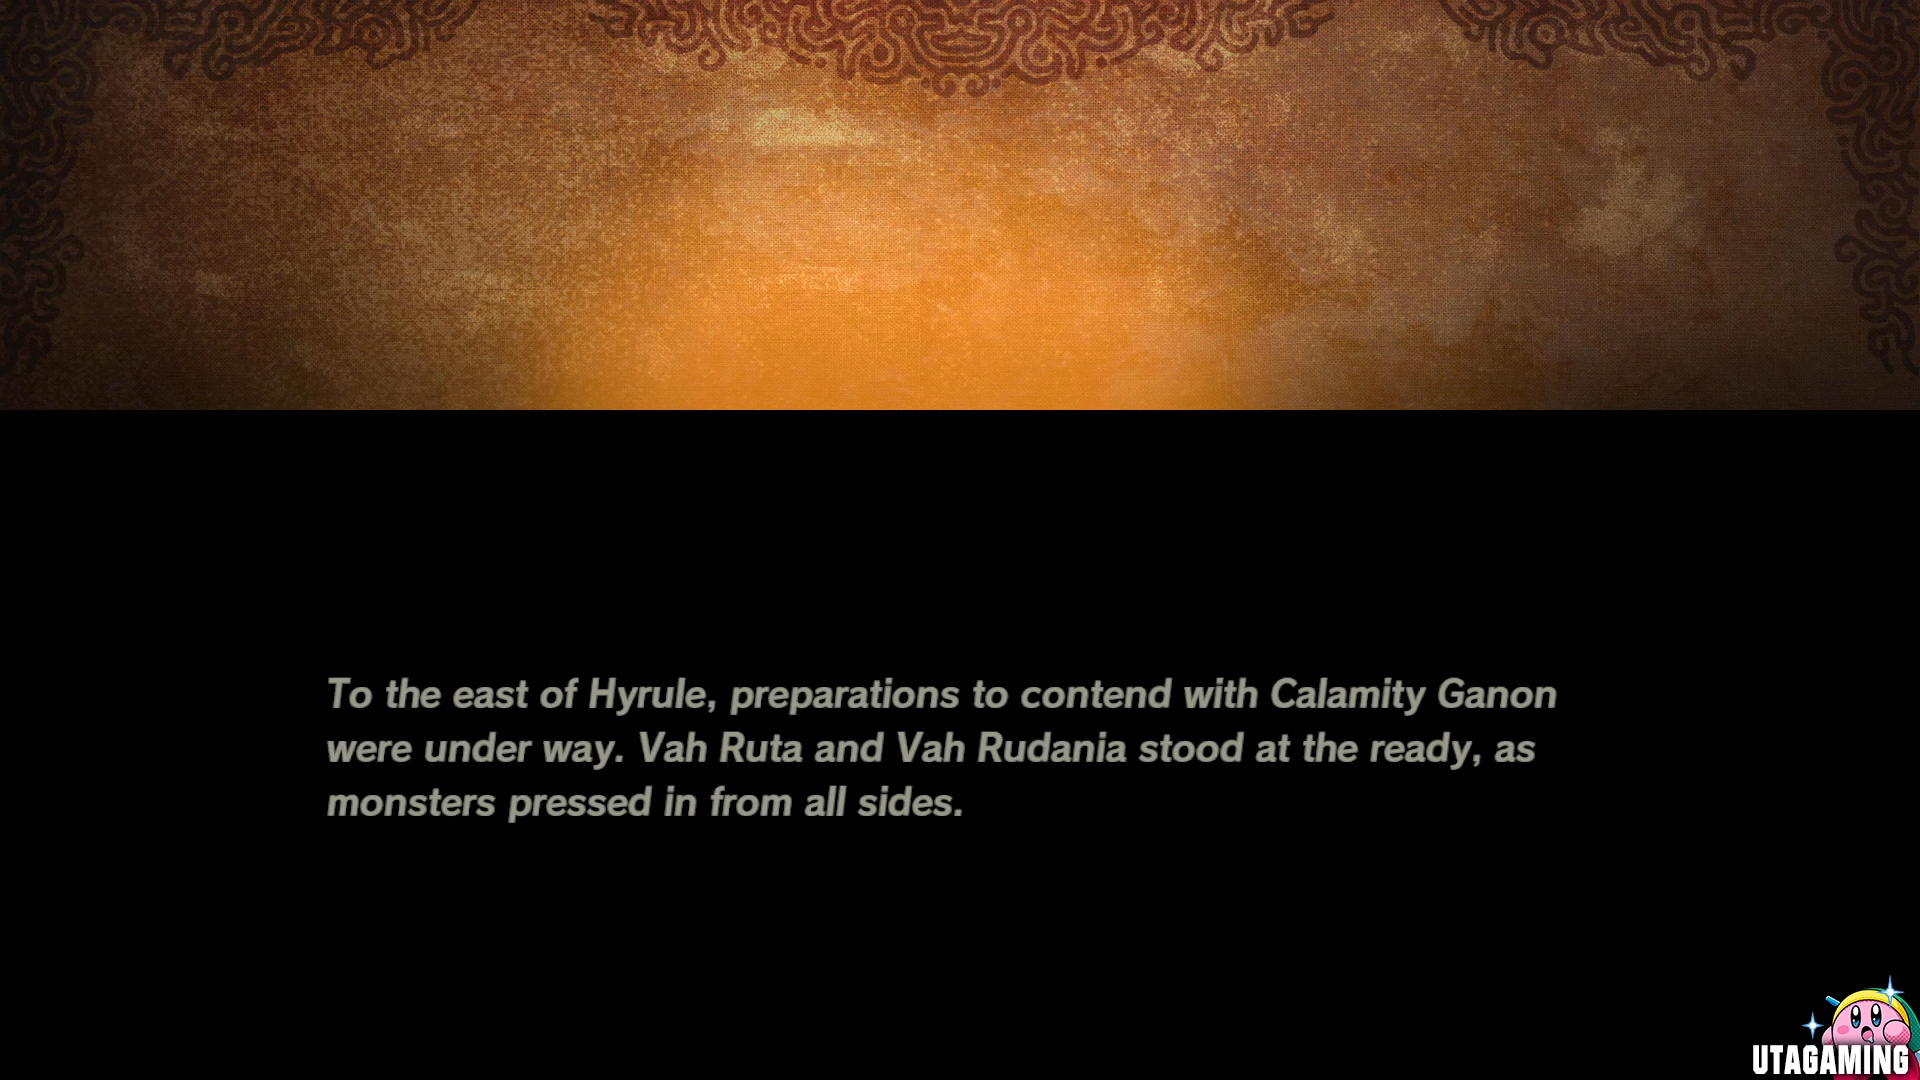 To the east of Hyrule, preparations to contend with Calamity Ganon
were under way. Vah Ruta and Vah Rudania stood at the ready, as
monsters pressed in from all sides.
UTAGAMING